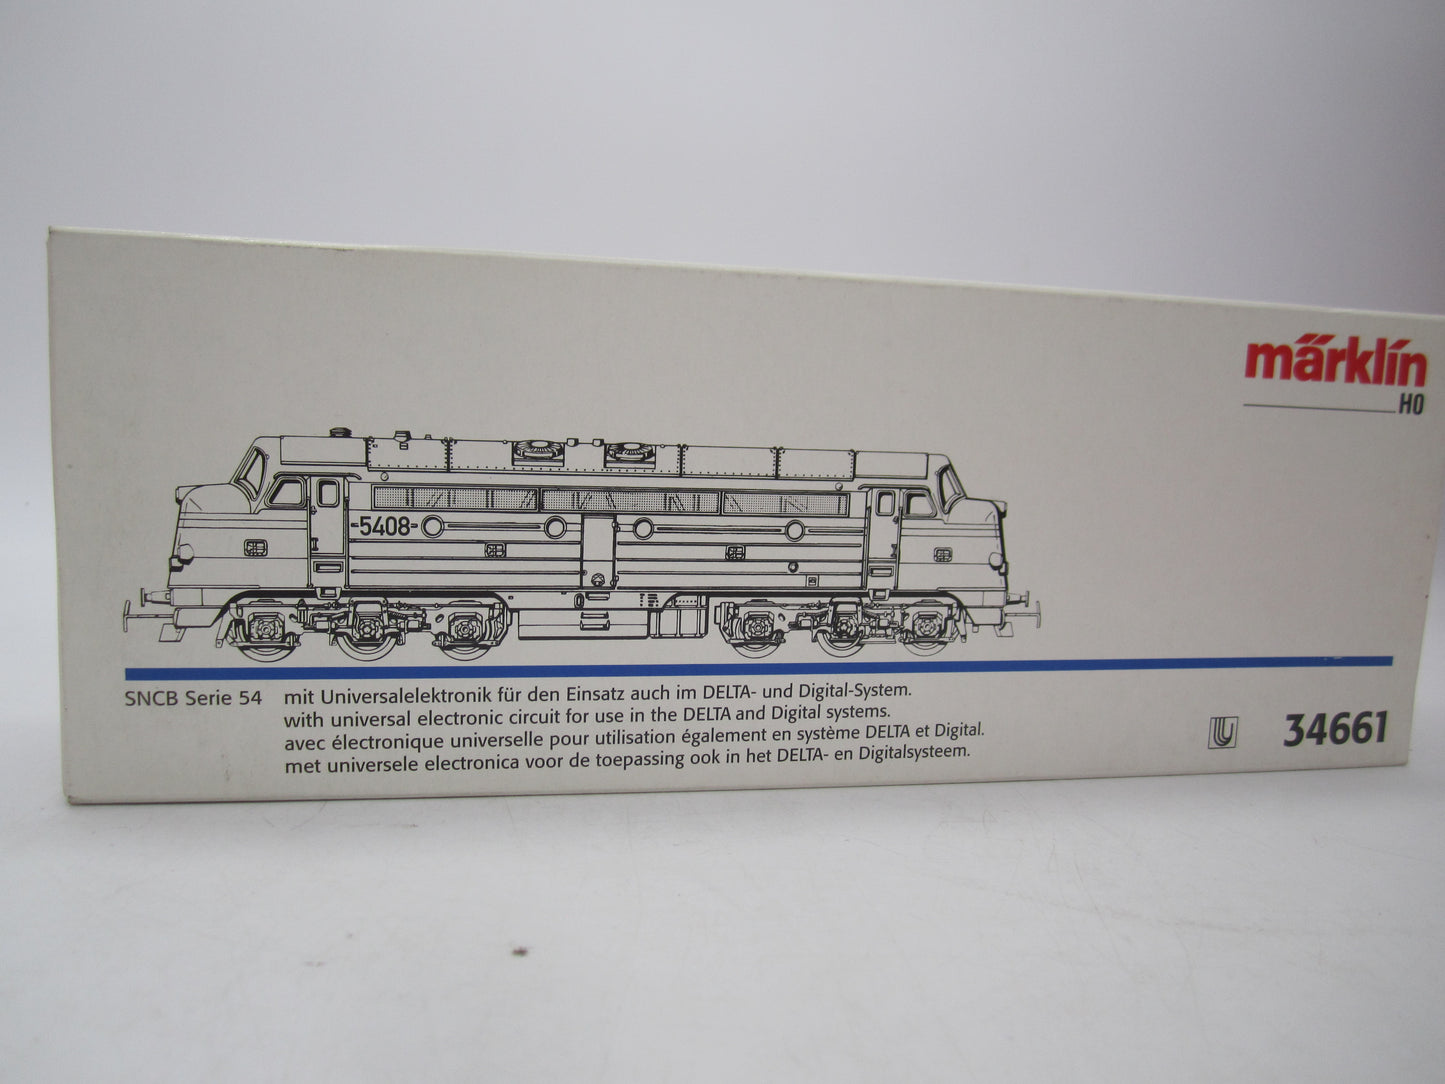 märklin
H0
-5408-
SNCB Serie 54
mit Universalelektronik für den Einsatz auch im DELTA- und Digital-System.
with universal electronic circuit for use in the DELTA and Digital systems.
avec électronique universelle pour utilisation également en système DELTA et Digital.
met universele electronica voor de toepassing ook in het DELTA- en Digitalsysteem.
U
34661